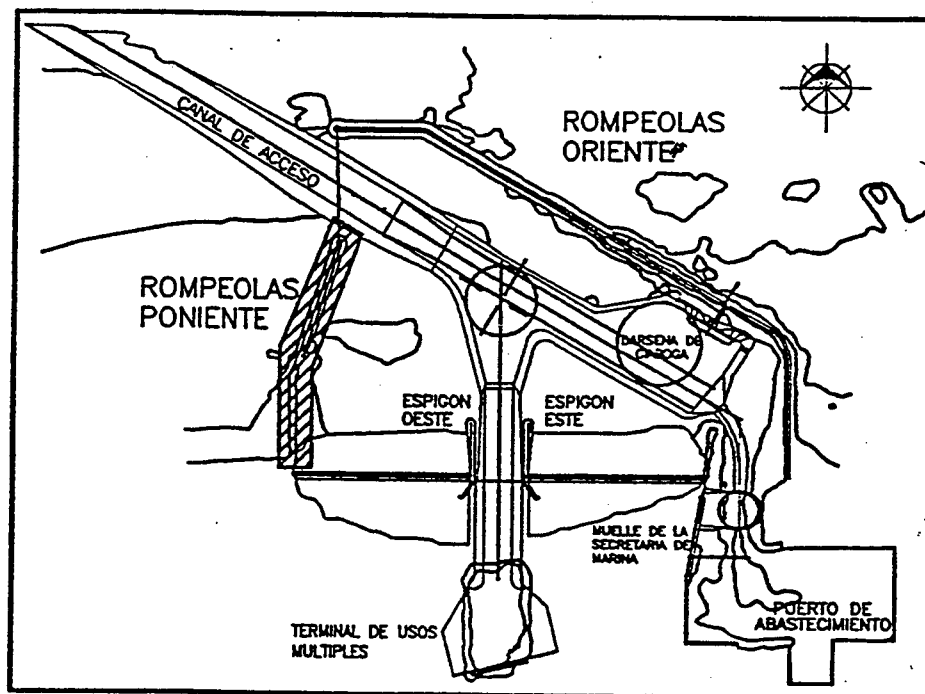 CANAL DE ACCESO
ROMPEOLAS
ORIENTE
ROMPEOLAS
PONIENTE
DARSENA DE
CIABOGA
ESPIGON
OESTE
ESPIGON
ESTE
MUELLE DE LA
SECRETARIA DE
MARINA
PUERTO DE
ABASTECIMIENTO
TERMINAL DE USOS
MULTIPLES